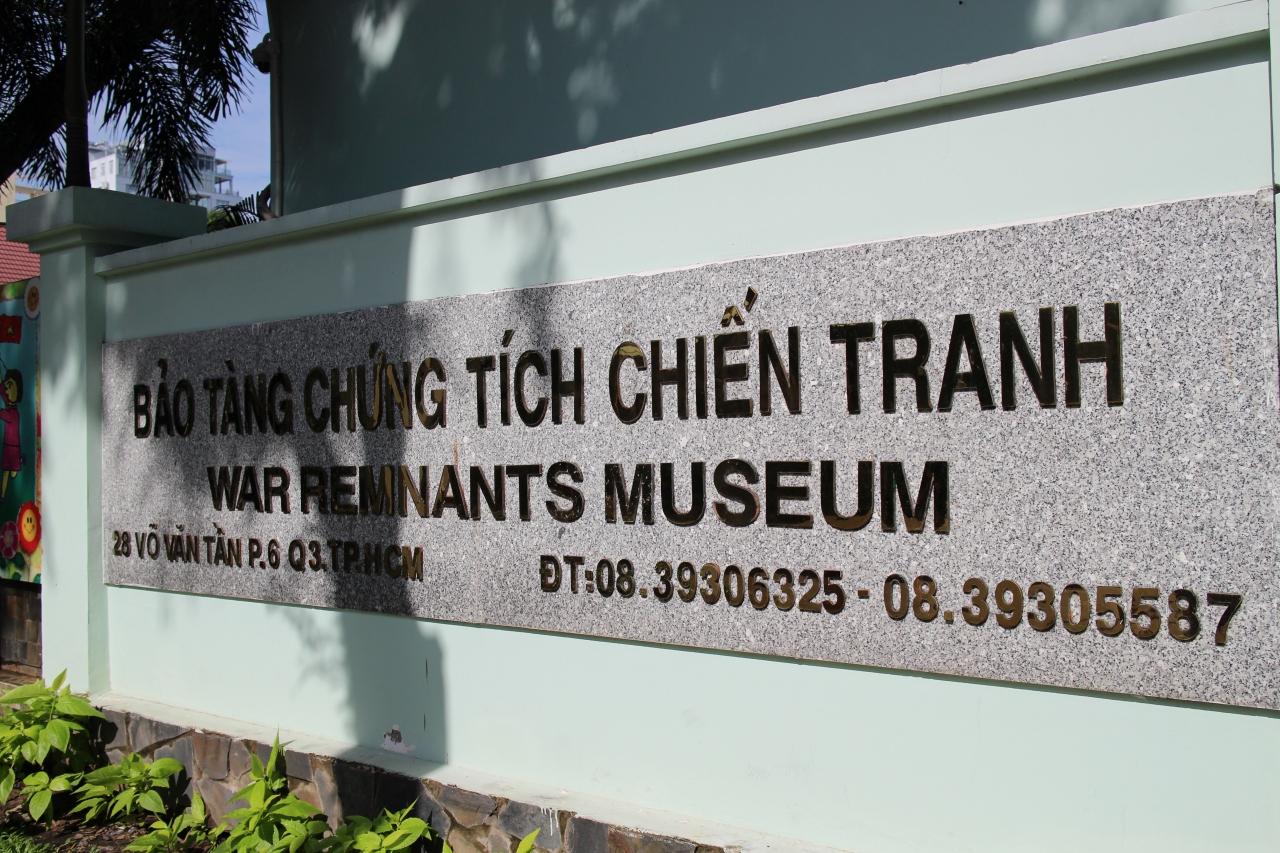 BẢO TÀNG CHỨNG TÍCH CHIẾN TRANH
WAR REMNANTS MUSEUM
28 VÕ VĂN TẦN P.6 Q3.TP.HCM
ĐT:08.39306325 - 08.39305587